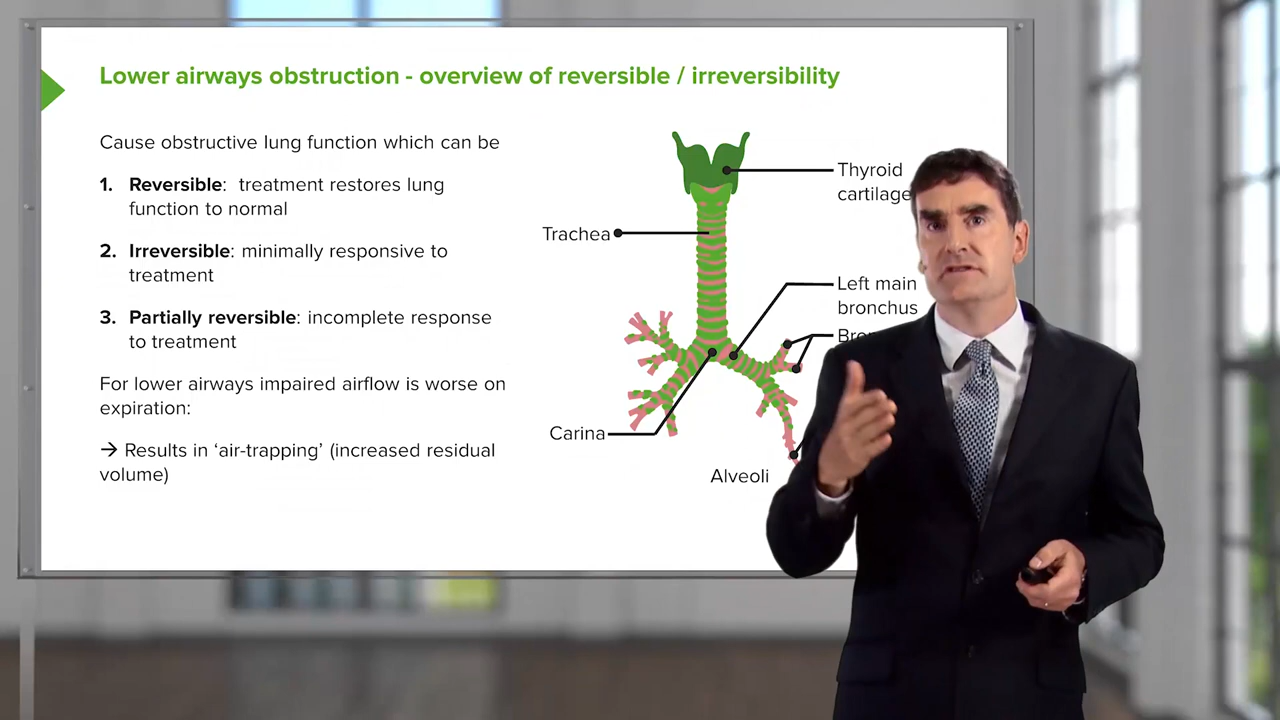 Lower airways obstruction - overview of reversible / irreversibility
Cause obstructive lung function which can be
1. Reversible: treatment restores lung
function to normal
2. Irreversible: minimally responsive to
treatment
3. Partially reversible: incomplete response
to treatment
For lower airways impaired airflow is worse on
expiration:
→ Results in ‘air-trapping’ (increased residual
volume)
Thyroid
cartilage
Trachea
Left main
bronchus
Carina
Alveoli